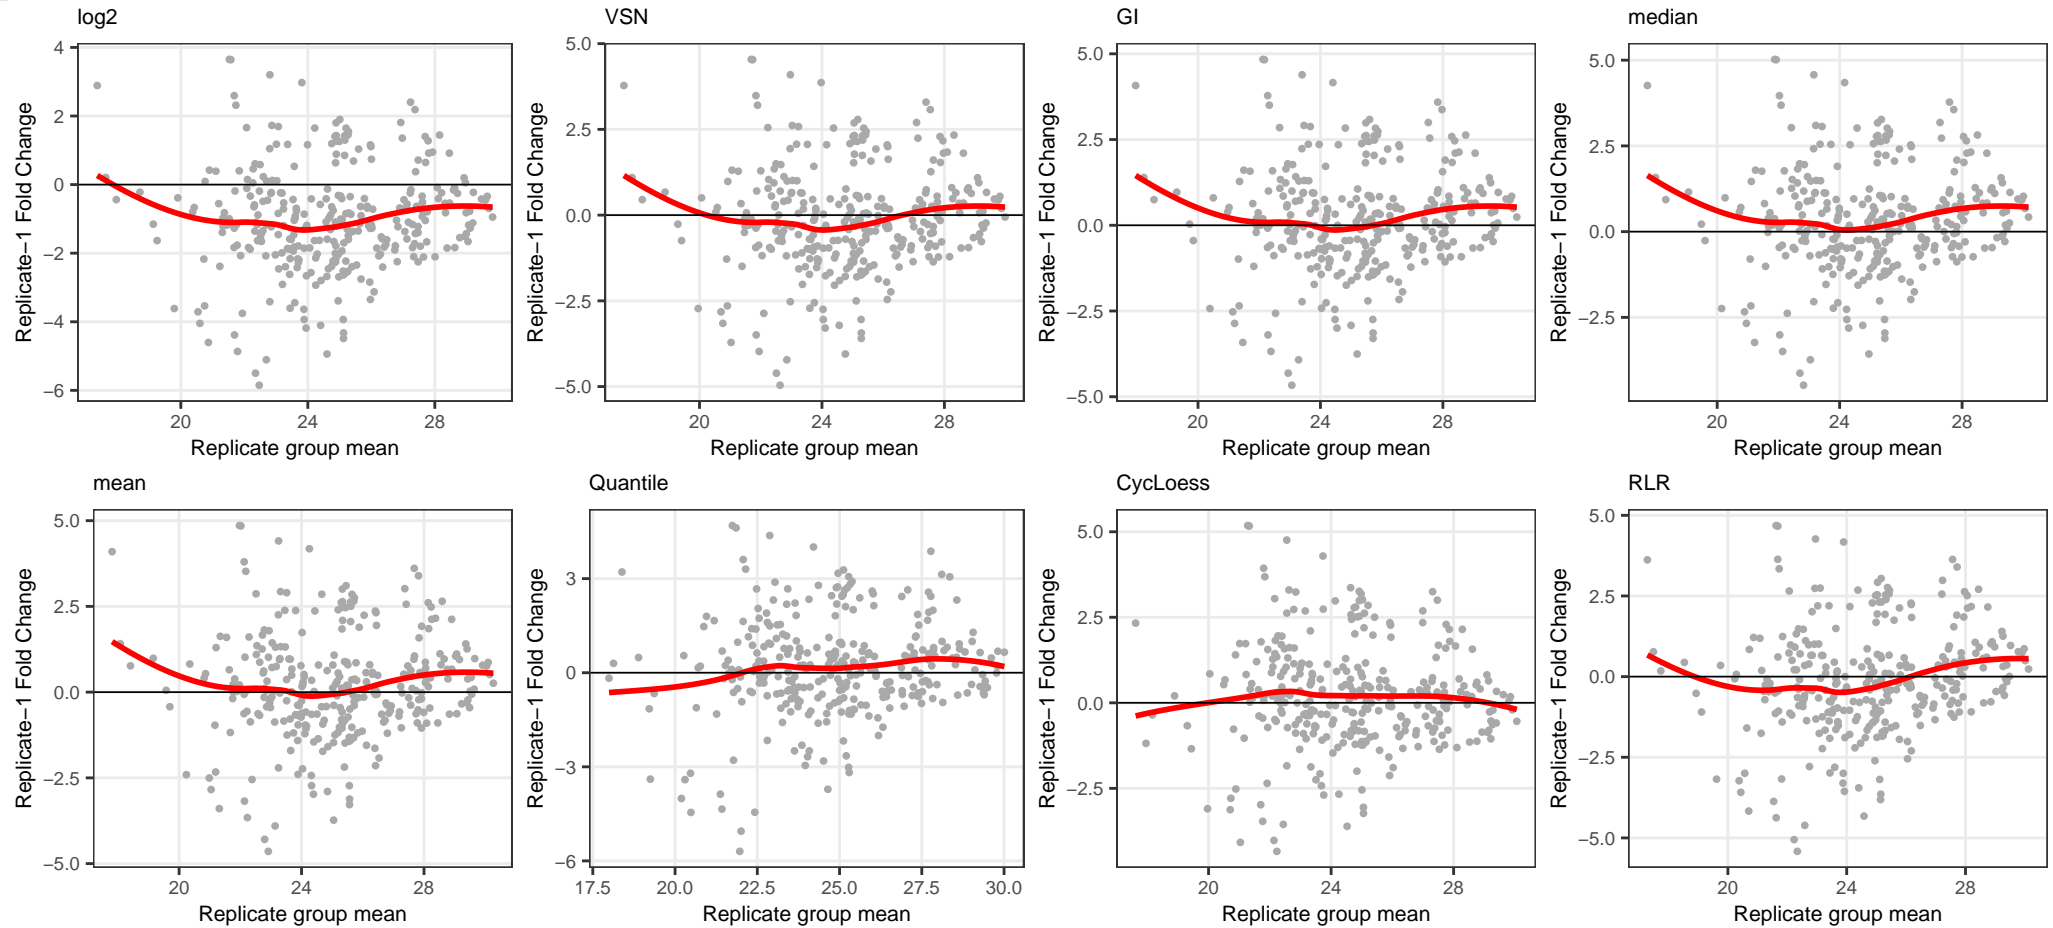 log2
VSN
GI
median
4
2
0
−2
−4
−6
20
24
28
Replicate−1 Fold Change
Replicate group mean
5.0
2.5
0.0
−2.5
−5.0
20
24
28
Replicate−1 Fold Change
Replicate group mean
5.0
2.5
0.0
−2.5
−5.0
20
24
28
Replicate−1 Fold Change
Replicate group mean
5.0
2.5
0.0
−2.5
20
24
28
Replicate−1 Fold Change
Replicate group mean
mean
Quantile
CycLoess
RLR
5.0
2.5
0.0
−2.5
−5.0
20
24
28
Replicate−1 Fold Change
Replicate group mean
3
0
−3
−6
17.5
20.0
22.5
25.0
27.5
30.0
Replicate−1 Fold Change
Replicate group mean
5.0
2.5
0.0
−2.5
20
24
28
Replicate−1 Fold Change
Replicate group mean
5.0
2.5
0.0
−2.5
−5.0
20
24
28
Replicate−1 Fold Change
Replicate group mean